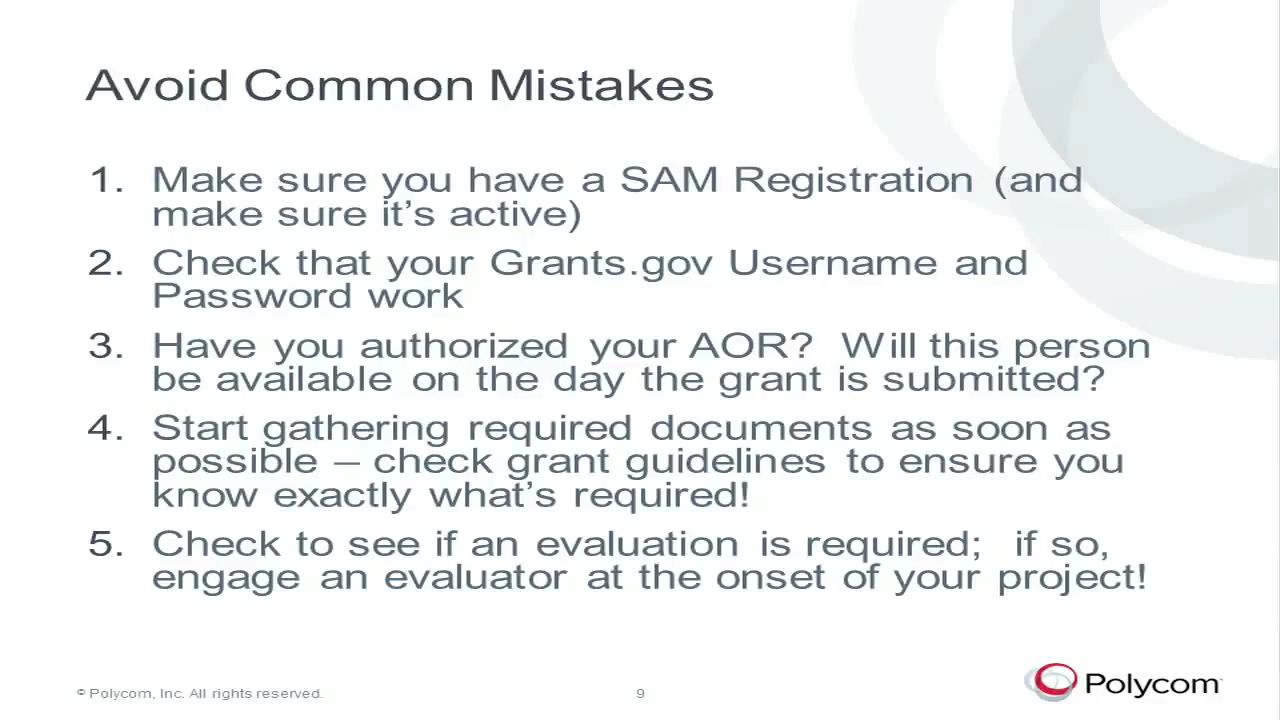 Avoid Common Mistakes
1. Make sure you have a SAM Registration (and
make sure it’s active)
2. Check that your Grants.gov Username and
Password work
3. Have you authorized your AOR?  Will this person
be available on the day the grant is submitted?
4. Start gathering required documents as soon as
possible – check grant guidelines to ensure you
know exactly what’s required!
5. Check to see if an evaluation is required;  if so,
engage an evaluator at the onset of your project!
© Polycom, Inc. All rights reserved.
9
Polycom